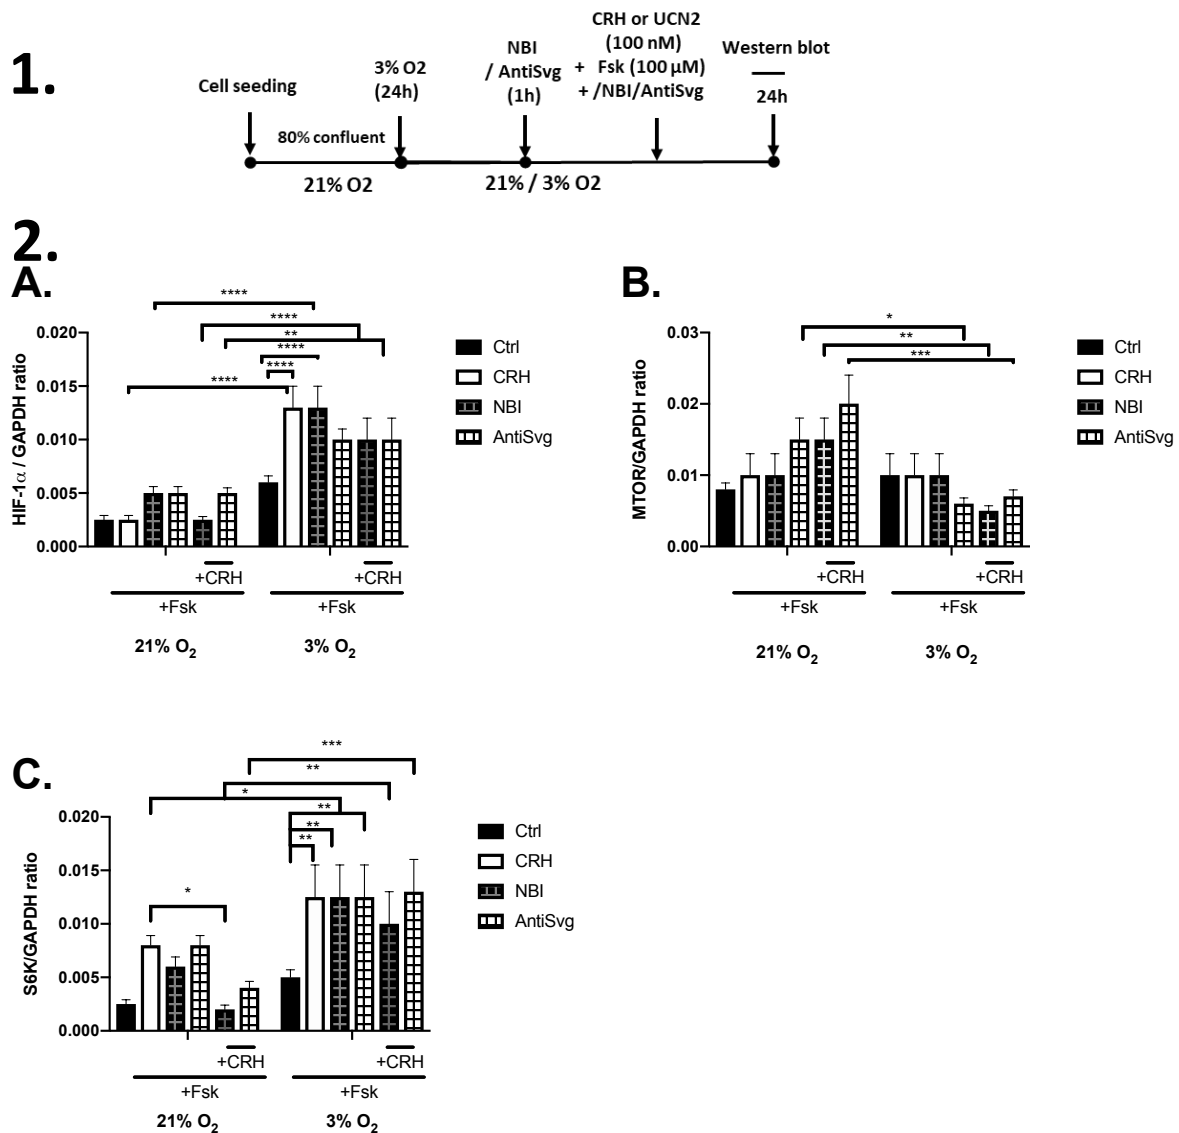 1.
Cell seeding
80% confluent
21% O2
3% O2
(24h)
NBI
/ AntiSvg
(1h)
21% / 3% O2
CRH or UCN2
(100 nM)
+ Fsk (100 µM)
+ /NBI/AntiSvg
Western blot
24h
2.
A.
HIF-1α / GAPDH ratio
0.020
0.015
0.010
0.005
0.000
****
****
**
****
****
****
+CRH
+CRH
+Fsk
+Fsk
21% O2
3% O2
Ctrl
CRH
NBI
AntiSvg
B.
MTOR/GAPDH ratio
0.03
0.02
0.01
0.00
*
**
***
+CRH
+CRH
+Fsk
+Fsk
21% O2
3% O2
Ctrl
CRH
NBI
AntiSvg
C.
S6K/GAPDH ratio
0.020
0.015
0.010
0.005
0.000
***
**
*
**
**
**
*
+CRH
+CRH
+Fsk
+Fsk
21% O2
3% O2
Ctrl
CRH
NBI
AntiSvg